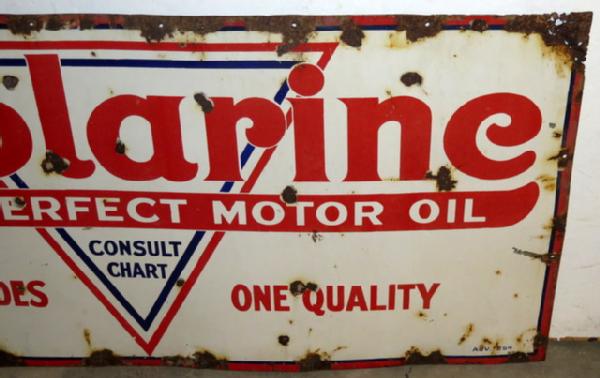 olarine
ERFECT MOTOR OIL
CONSULT
CHART
DES
ONE QUALITY